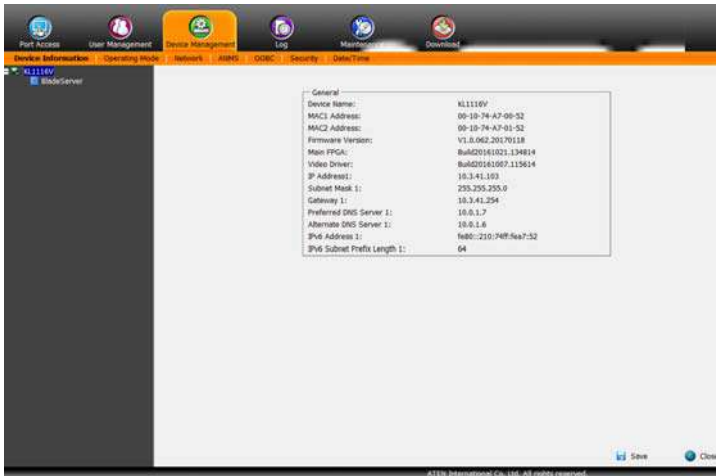 Port Access User Management Device Management Log Maintenance Download
Device Information Operating Mode Network ANMS OOBC Security Date/Time
KL1116V
BladeServer
General
Device Name: KL1116V
MAC1 Address: 00-10-74-A7-00-52
MAC2 Address: 00-10-74-A7-01-52
Firmware Version: V1.0.062.20170118
Main FPGA: Build20161021.134814
Video Driver: Build20161007.115614
IP Address1: 10.3.41.103
Subnet Mask 1: 255.255.255.0
Gateway 1: 10.3.41.254
Preferred DNS Server 1: 10.0.1.7
Alternate DNS Server 1: 10.0.1.6
IPv6 Address 1: fe80::210:74ff:fea7:52
IPv6 Subnet Prefix Length 1: 64
Save Close
ATEN International Co., Ltd. All rights reserved.